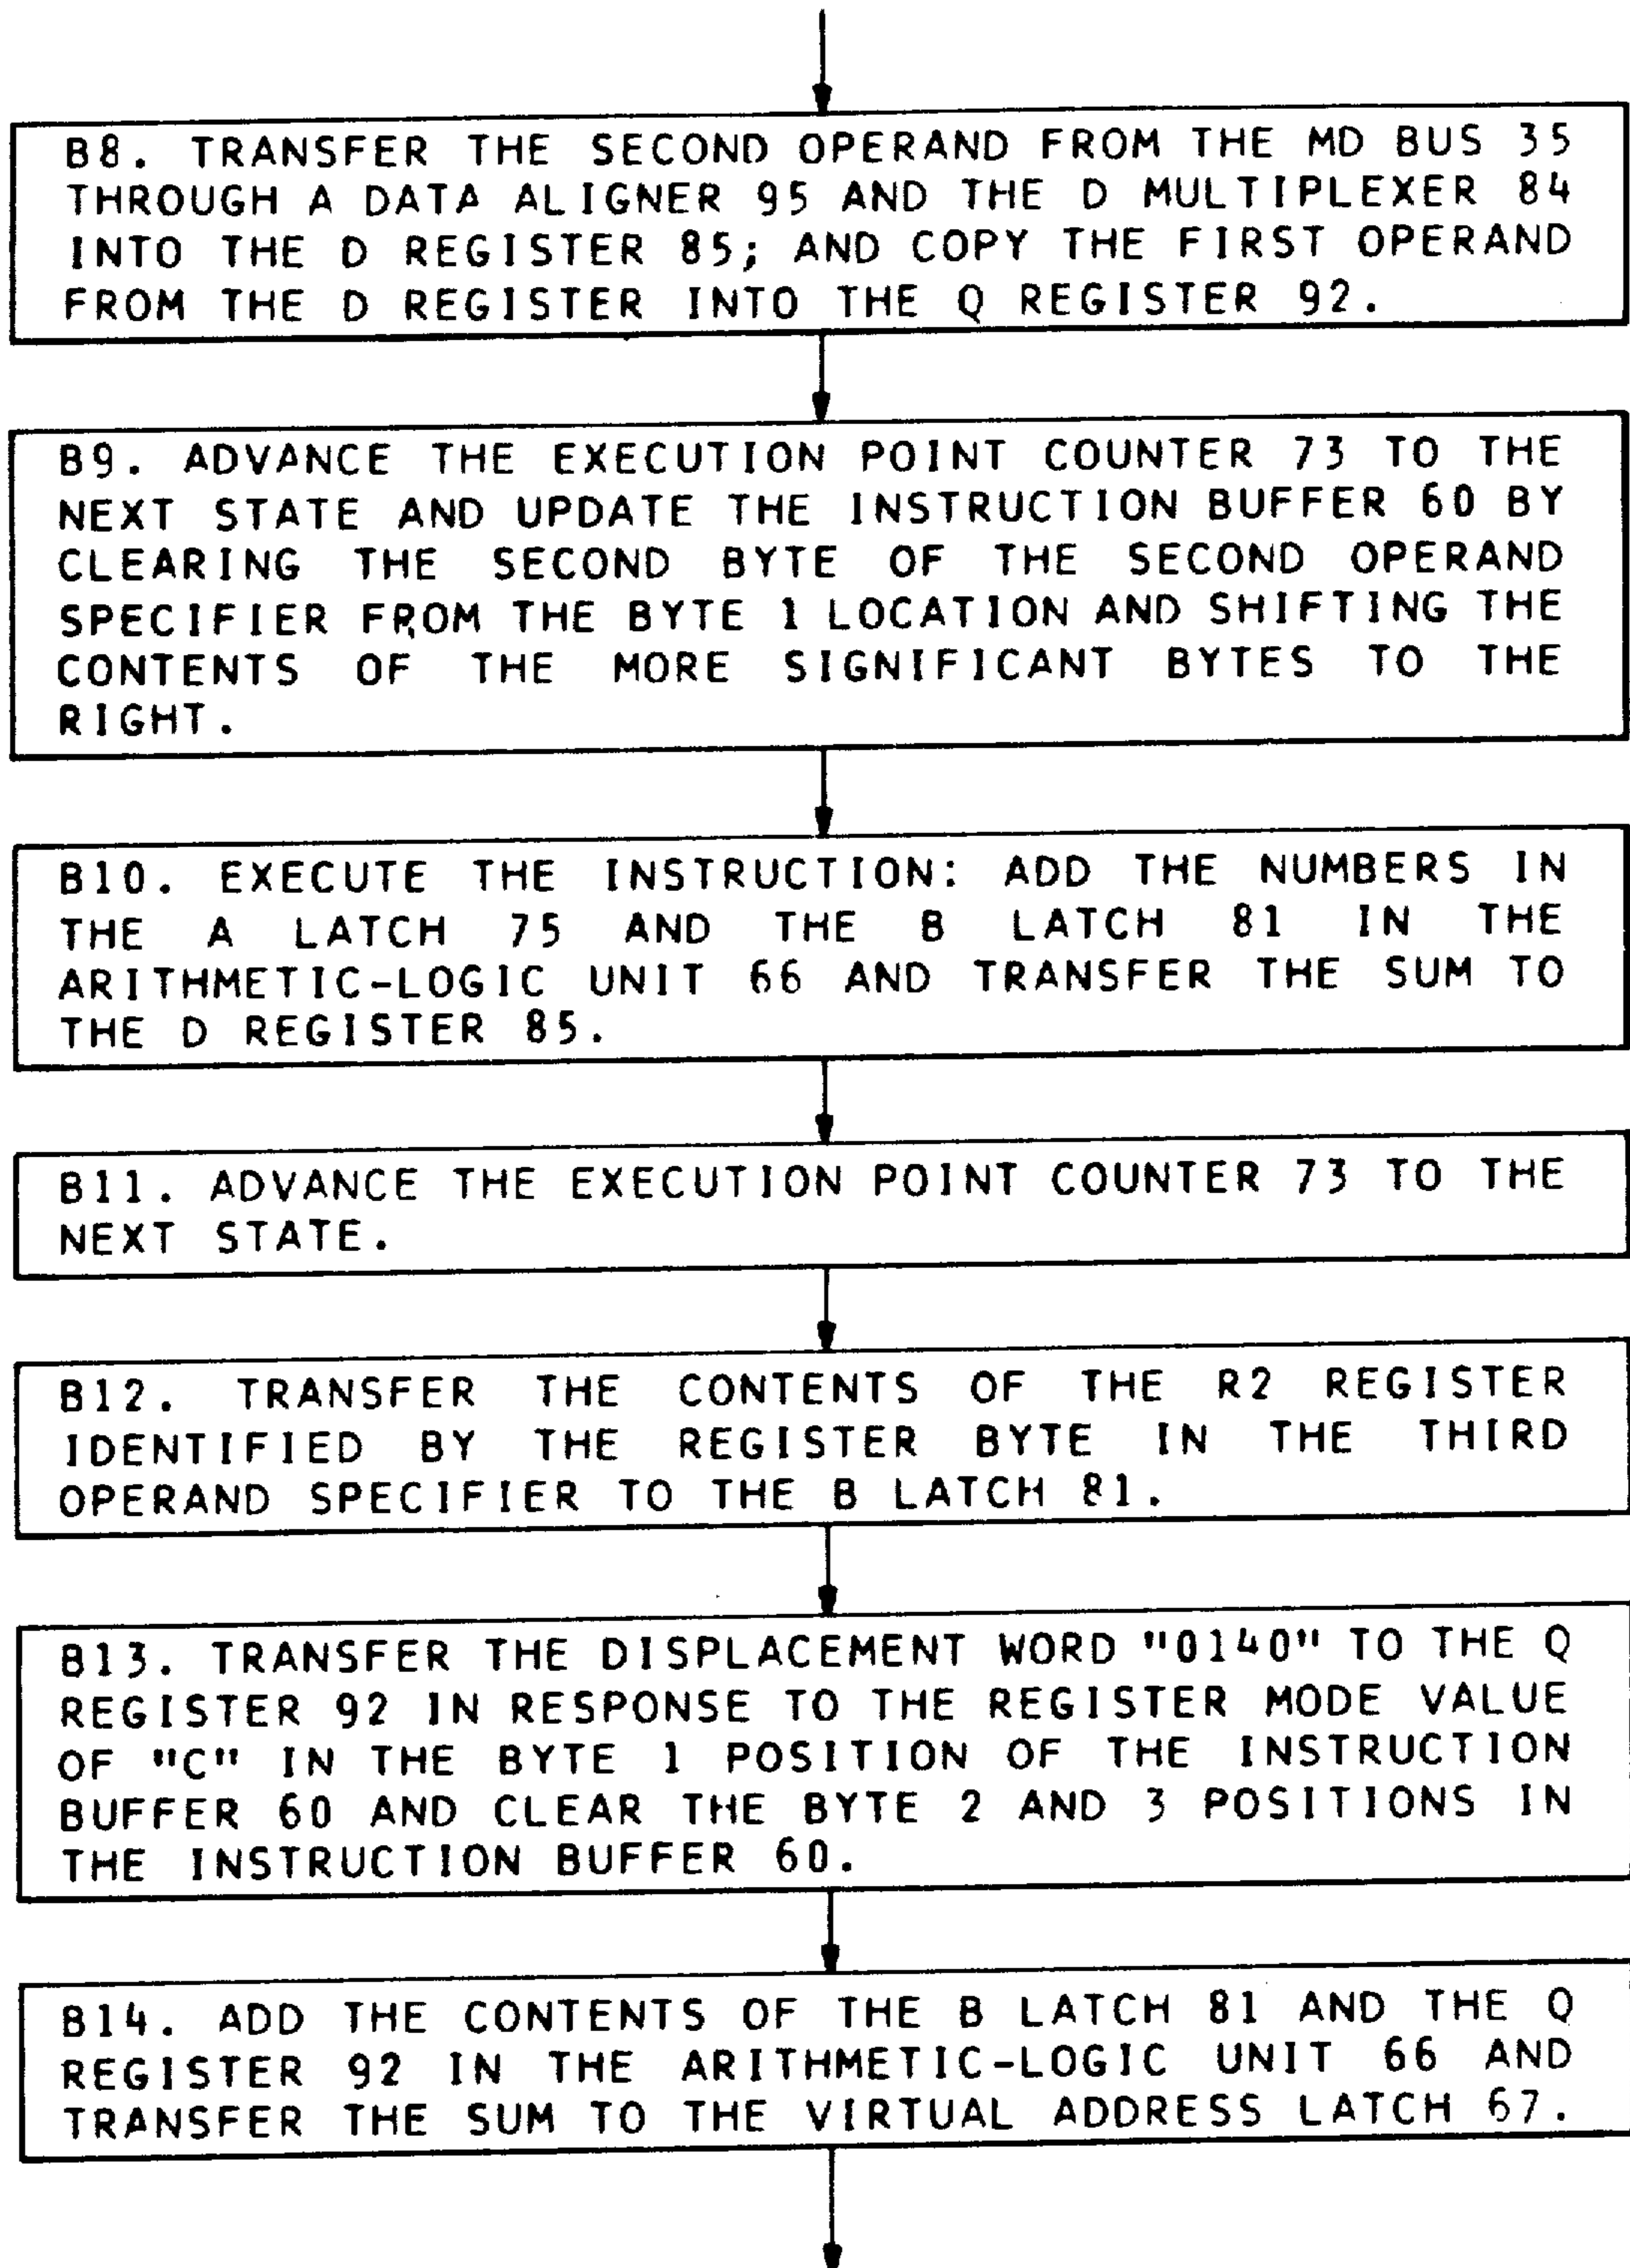 B8. TRANSFER THE SECOND OPERAND FROM THE MD BUS 35
THROUGH A DATA ALIGNER 95 AND THE D MULTIPLEXER 84
INTO THE D REGISTER 85; AND COPY THE FIRST OPERAND
FROM THE D REGISTER INTO THE Q REGISTER 92.
B9. ADVANCE THE EXECUTION POINT COUNTER 73 TO THE
NEXT STATE AND UPDATE THE INSTRUCTION BUFFER 60 BY
CLEARING THE SECOND BYTE OF THE SECOND OPERAND
SPECIFIER FROM THE BYTE 1 LOCATION AND SHIFTING THE
CONTENTS OF THE MORE SIGNIFICANT BYTES TO THE
RIGHT.
B10. EXECUTE THE INSTRUCTION: ADD THE NUMBERS IN
THE A LATCH 75 AND THE B LATCH 81 IN THE
ARITHMETIC-LOGIC UNIT 66 AND TRANSFER THE SUM TO
THE D REGISTER 85.
B11. ADVANCE THE EXECUTION POINT COUNTER 73 TO THE
NEXT STATE.
B12. TRANSFER THE CONTENTS OF THE R2 REGISTER
IDENTIFIED BY THE REGISTER BYTE IN THE THIRD
OPERAND SPECIFIER TO THE B LATCH 81.
B13. TRANSFER THE DISPLACEMENT WORD "0140" TO THE Q
REGISTER 92 IN RESPONSE TO THE REGISTER MODE VALUE
OF "C" IN THE BYTE 1 POSITION OF THE INSTRUCTION
BUFFER 60 AND CLEAR THE BYTE 2 AND 3 POSITIONS IN
THE INSTRUCTION BUFFER 60.
B14. ADD THE CONTENTS OF THE B LATCH 81 AND THE Q
REGISTER 92 IN THE ARITHMETIC-LOGIC UNIT 66 AND
TRANSFER THE SUM TO THE VIRTUAL ADDRESS LATCH 67.